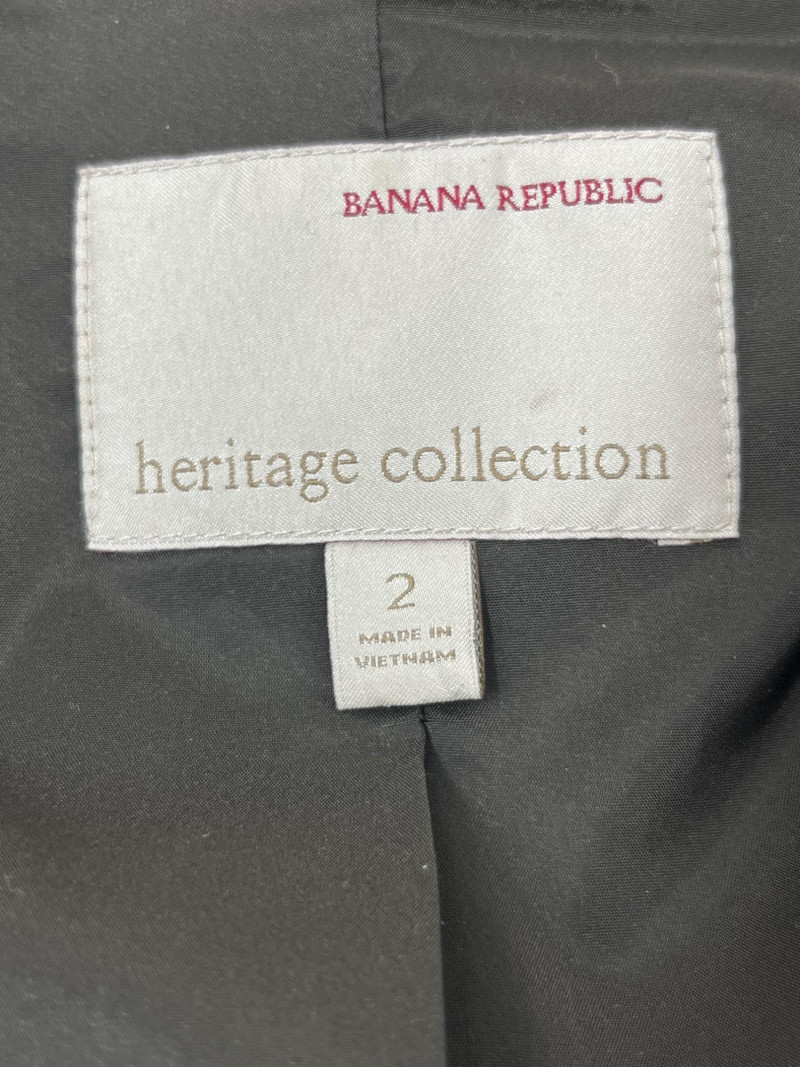 BANANA REPUBLIC
heritage collection
2
MADE IN
VIETNAM